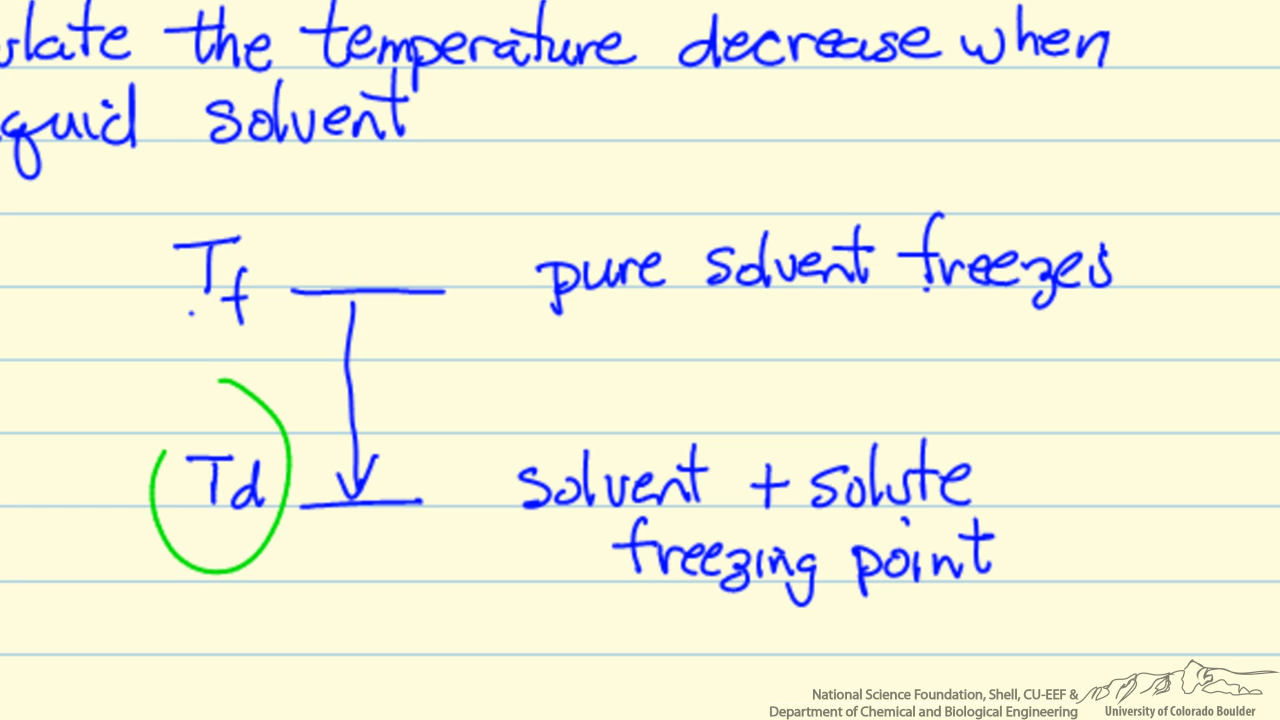 ulate the temperature decrease when
quid solvent
Tf pure solvent freezes
Td solvent + solute
freezing point
National Science Foundation, Shell, CU-EEF &
Department of Chemical and Biological Engineering
University of Colorado Boulder